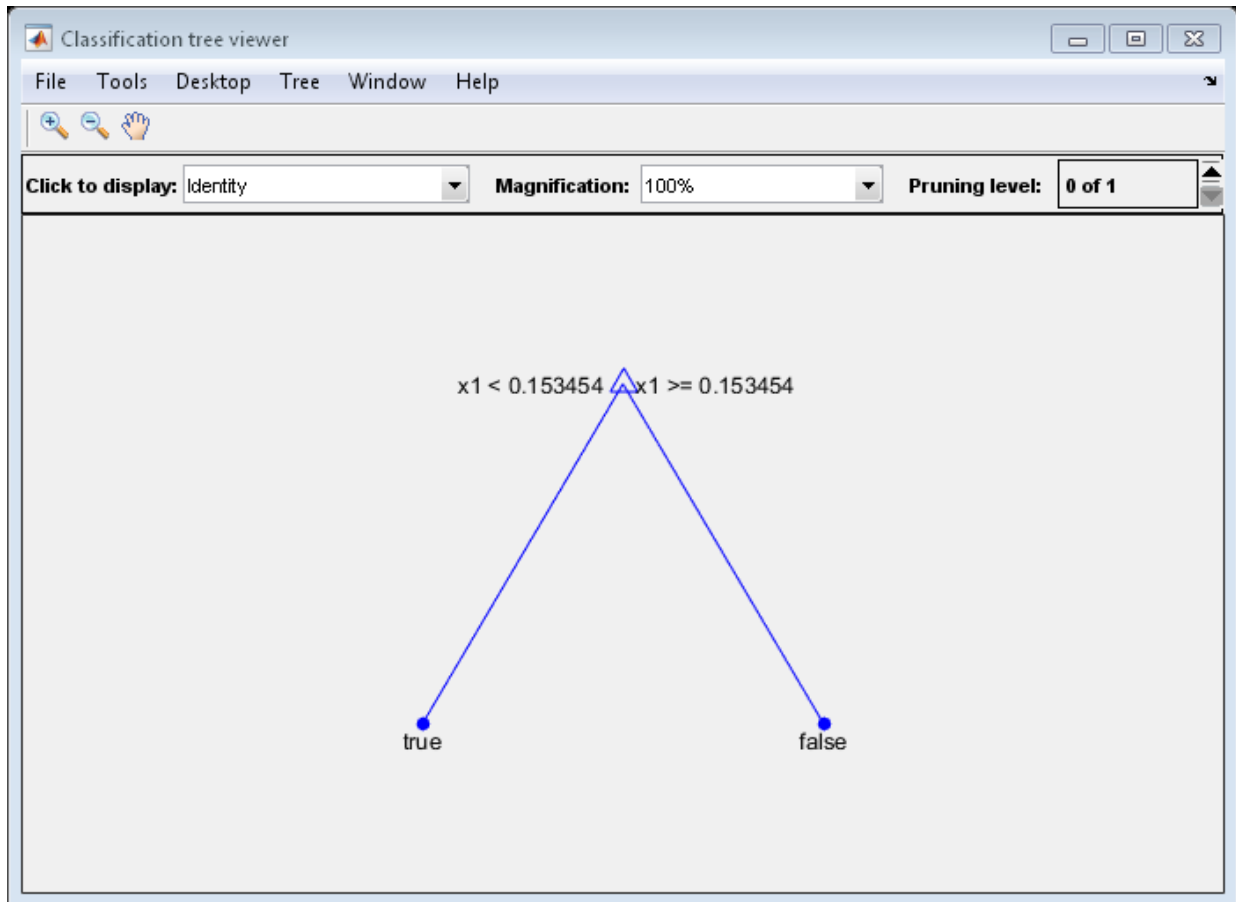 Classification tree viewer
File Tools Desktop Tree Window Help
Click to display: Identity Magnification: 100% Pruning level: 0 of 1
x1 < 0.153454 x1 >= 0.153454
true false